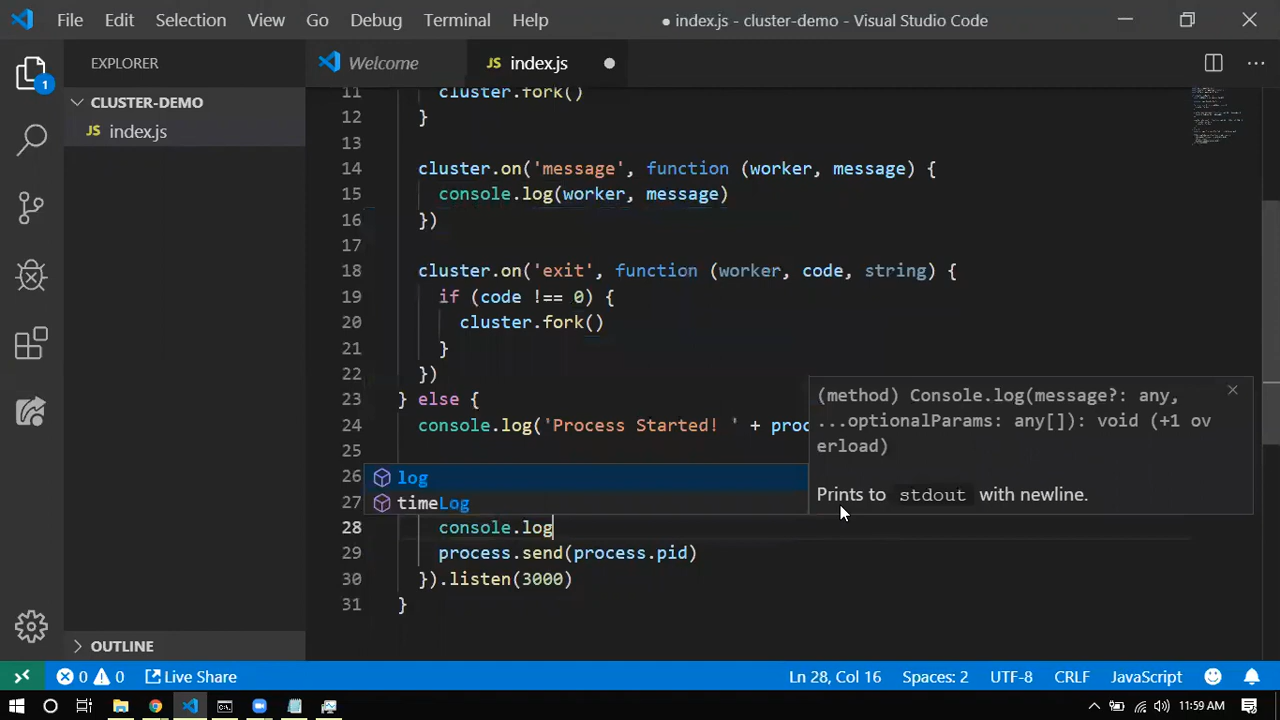 File Edit Selection View Go Debug Terminal Help ● index.js - cluster-demo - Visual Studio Code
EXPLORER
Welcome
JS index.js
1
CLUSTER-DEMO
JS index.js
11 cluster.fork()
12 }
13
14 cluster.on('message', function (worker, message) {
15 console.log(worker, message)
16 })
17
18 cluster.on('exit', function (worker, code, string) {
19 if (code !== 0) {
20 cluster.fork()
21 }
22 })
23 } else {
24 console.log('Process Started! ' + proc
25
26
27
28 console.log
29 process.send(process.pid)
30 }).listen(3000)
31 }
log
timeLog
(method) Console.log(message?: any,
...optionalParams: any[]): void (+1 ov
erload)
Prints to stdout with newline.
OUTLINE
0 0 Live Share Ln 28, Col 16 Spaces: 2 UTF-8 CRLF JavaScript
11:59 AM